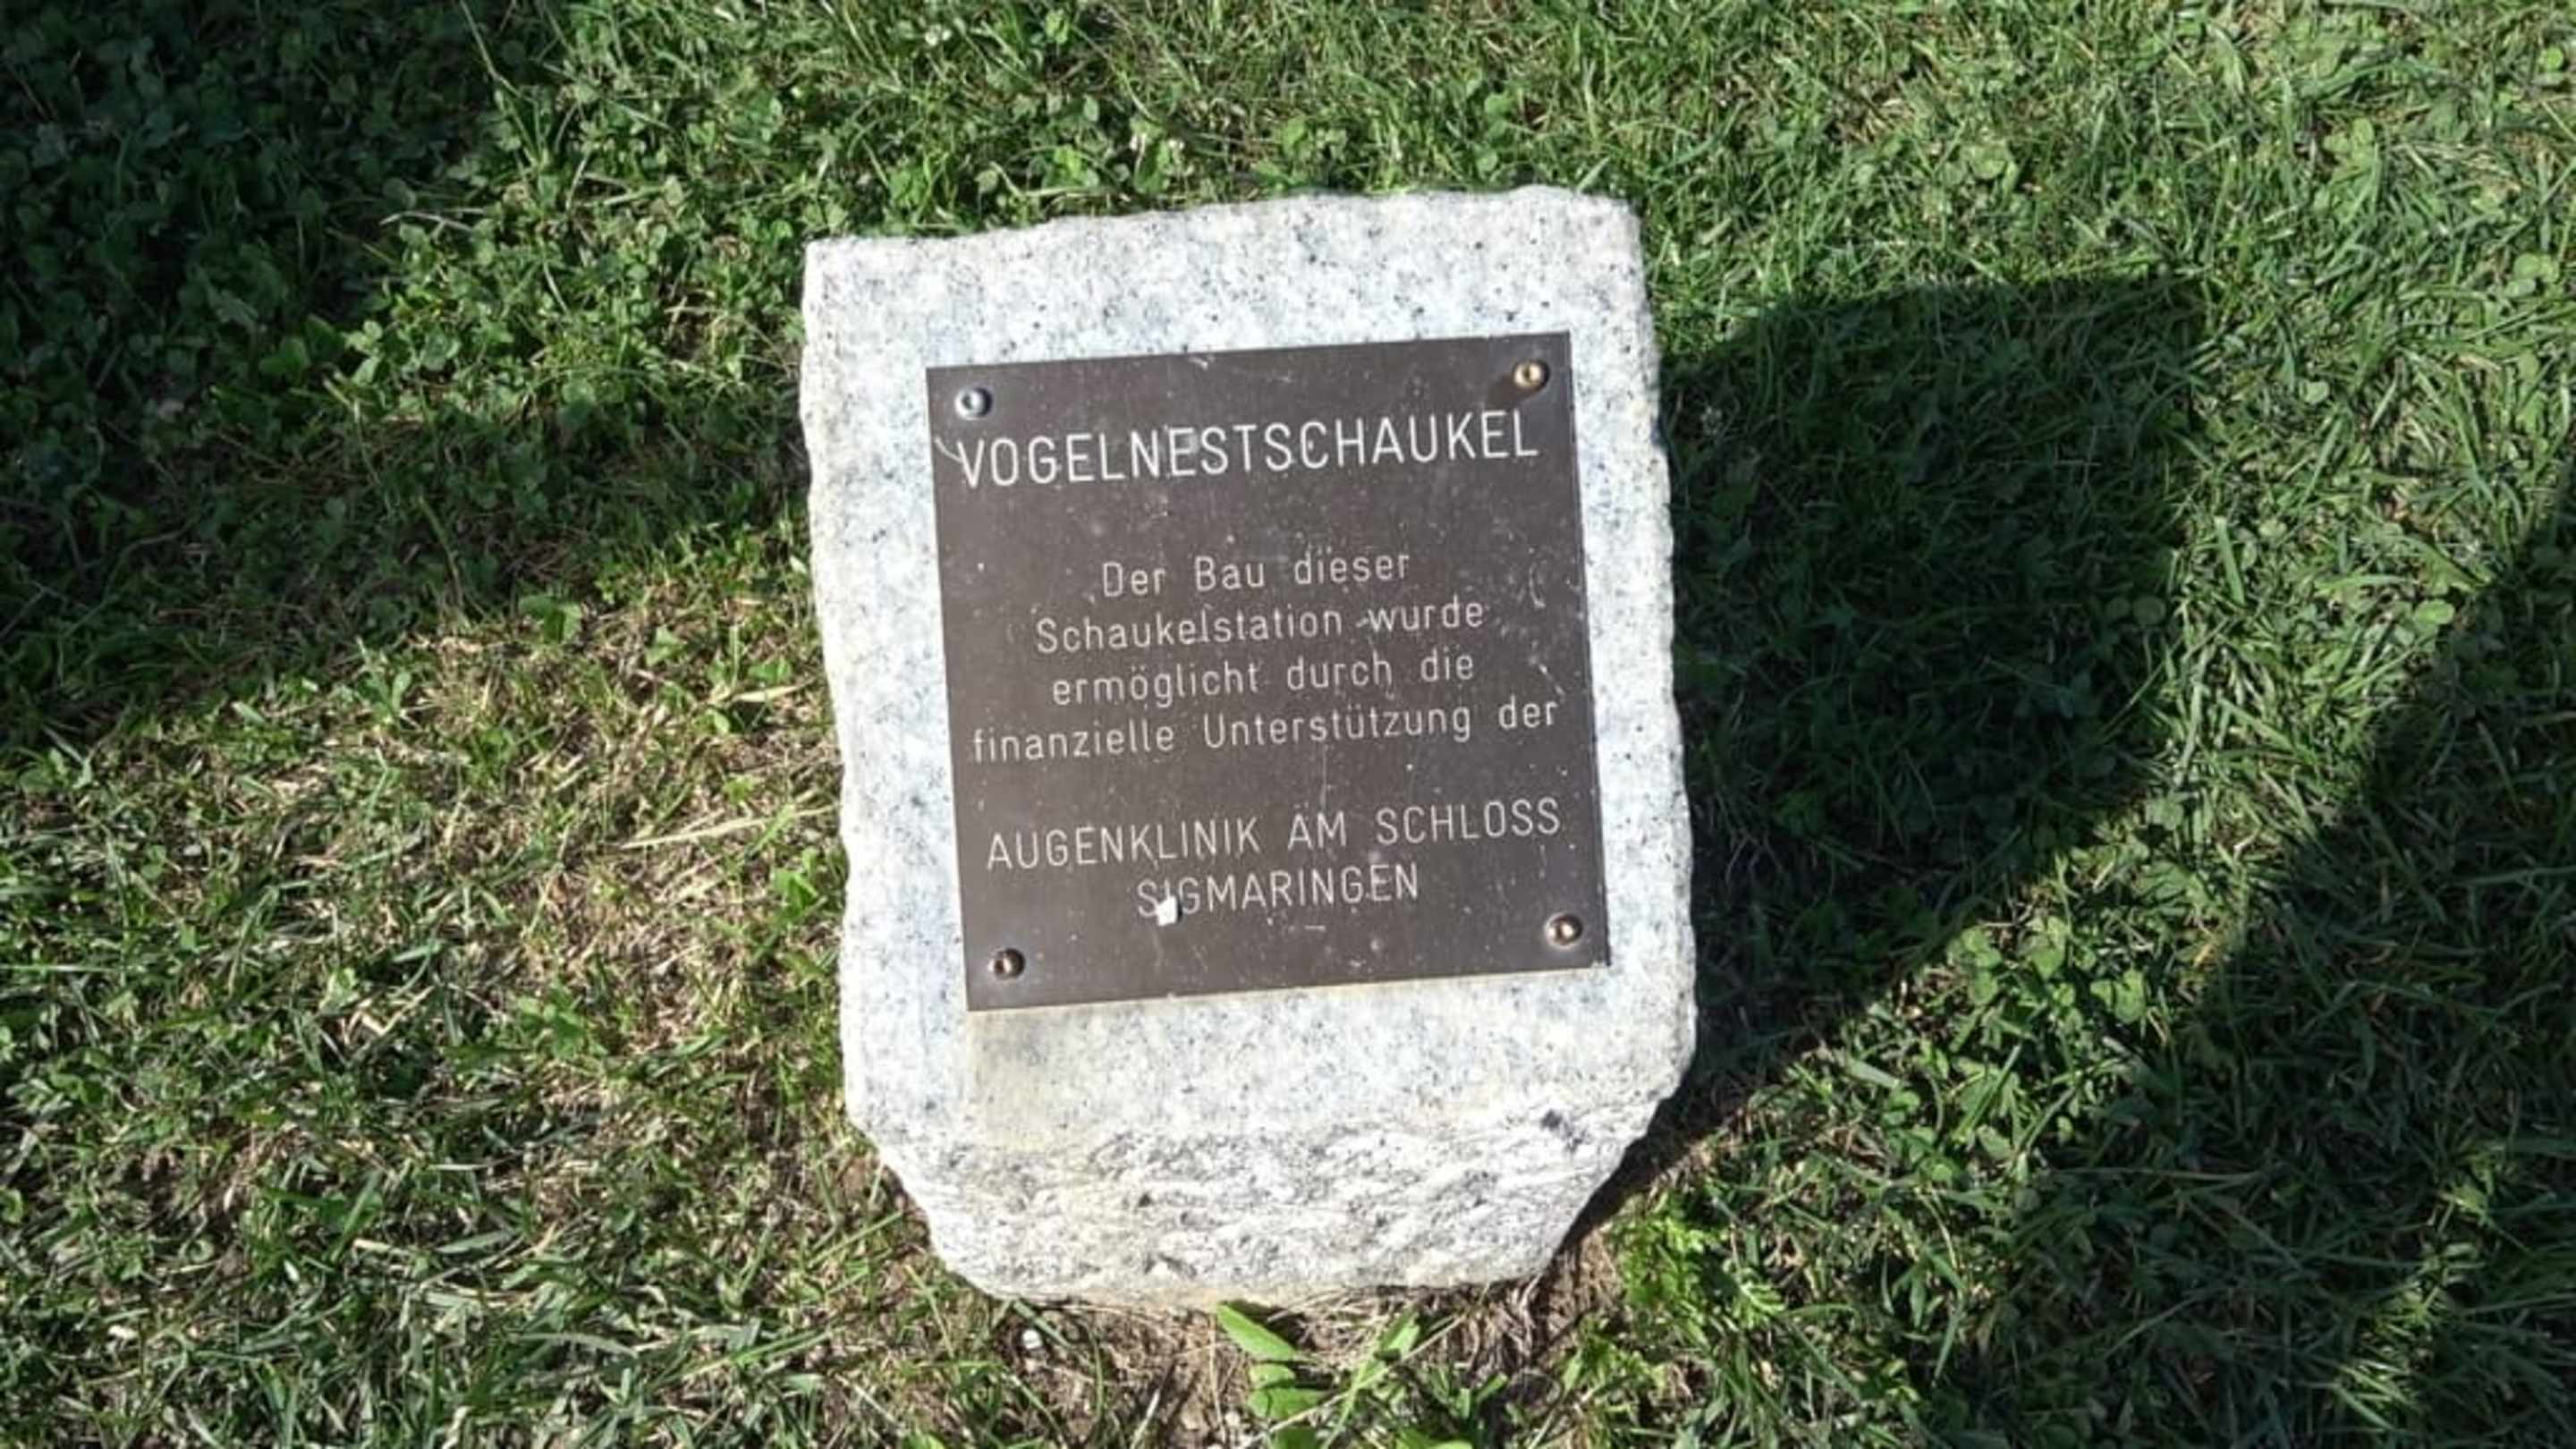 VOGELNESTSCHAUKEL
Der Bau dieser
Schaukelstation wurde
ermöglicht durch die
finanzielle Unterstützung der
AUGENKLINIK AM SCHLOSS
SIGMARINGEN